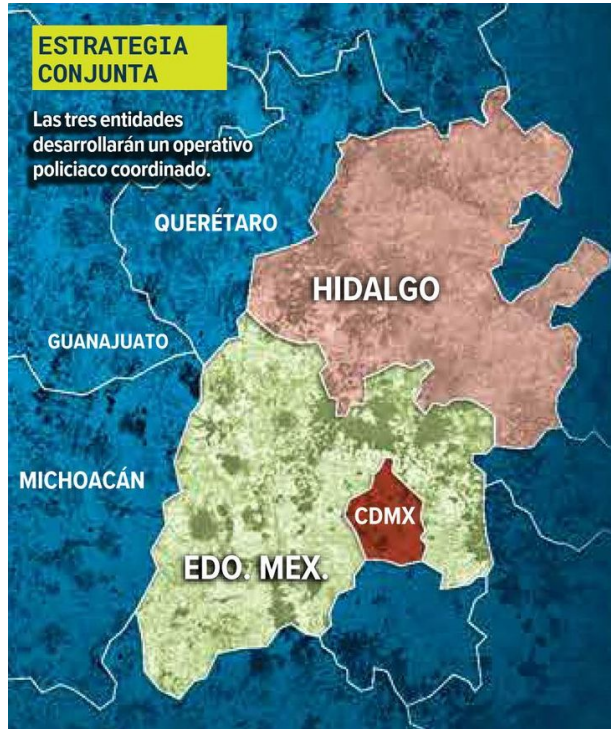 ESTRATEGIA
CONJUNTA
Las tres entidades
desarrollarán un operativo
policiaco coordinado.
QUERÉTARO
HIDALGO
GUANAJUATO
MICHOACÁN
CDMX
EDO. MEX.